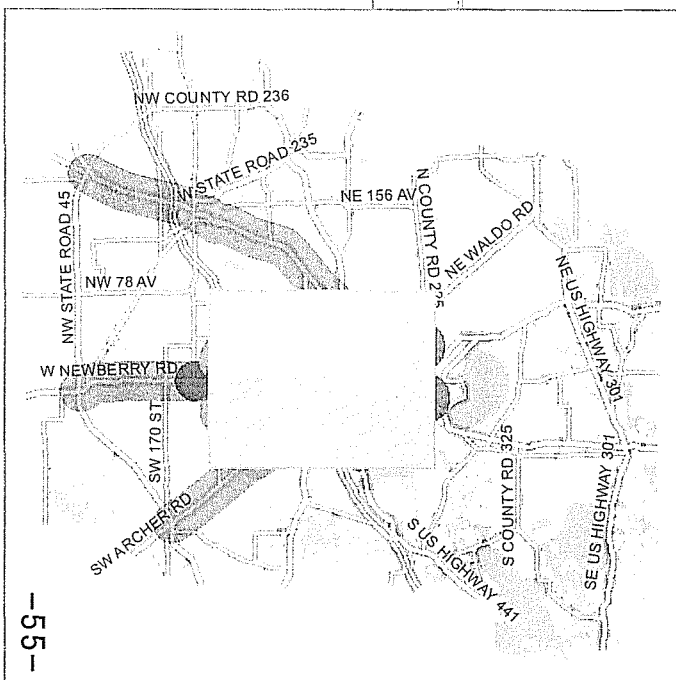 NW COUNTY RD 236
W STATE ROAD 235
NW STATE ROAD 45
NE 156 AV
N COUNTY RD 225
NE WALDO RD
NW 78 AV
NE US HIGHWAY 301
W NEWBERRY RD
SW 170 ST
SW ARCHER RD
S US HIGHWAY 441
S COUNTY RD 325
SE US HIGHWAY 301
-55-